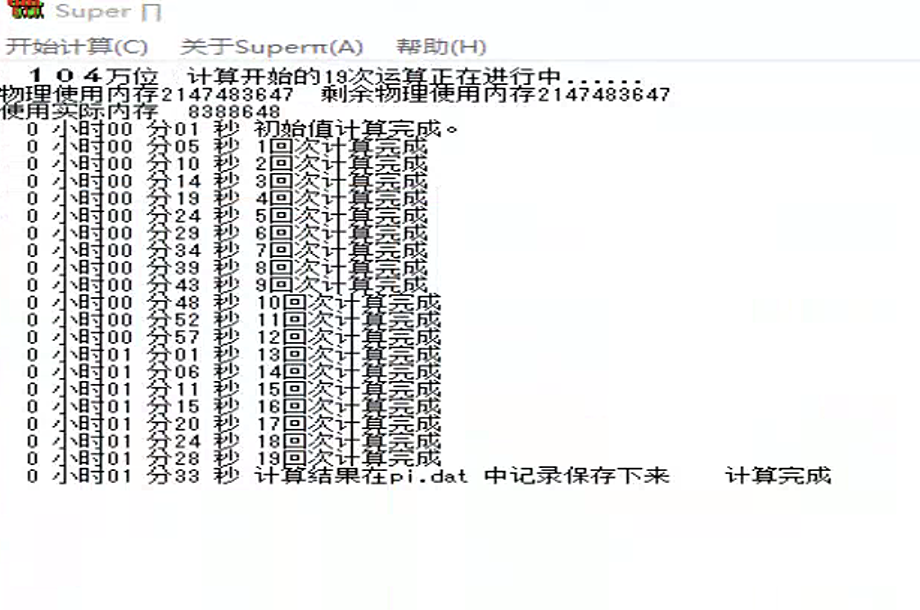 Super Π
开始计算(C) 关于Superπ(A) 帮助(H)
１０４万位 计算开始的19次运算正在进行中......
物理使用内存2147483647 剩余物理使用内存2147483647
使用实际内存 8388648
0 小时00 分01 秒 初始值计算完成。
0 小时00 分05 秒 1回次计算完成
0 小时00 分10 秒 2回次计算完成
0 小时00 分14 秒 3回次计算完成
0 小时00 分19 秒 4回次计算完成
0 小时00 分24 秒 5回次计算完成
0 小时00 分29 秒 6回次计算完成
0 小时00 分34 秒 7回次计算完成
0 小时00 分39 秒 8回次计算完成
0 小时00 分43 秒 9回次计算完成
0 小时00 分48 秒 10回次计算完成
0 小时00 分52 秒 11回次计算完成
0 小时00 分57 秒 12回次计算完成
0 小时01 分01 秒 13回次计算完成
0 小时01 分06 秒 14回次计算完成
0 小时01 分11 秒 15回次计算完成
0 小时01 分15 秒 16回次计算完成
0 小时01 分20 秒 17回次计算完成
0 小时01 分24 秒 18回次计算完成
0 小时01 分28 秒 19回次计算完成
0 小时01 分33 秒 计算结果在pi.dat 中记录保存下来 计算完成